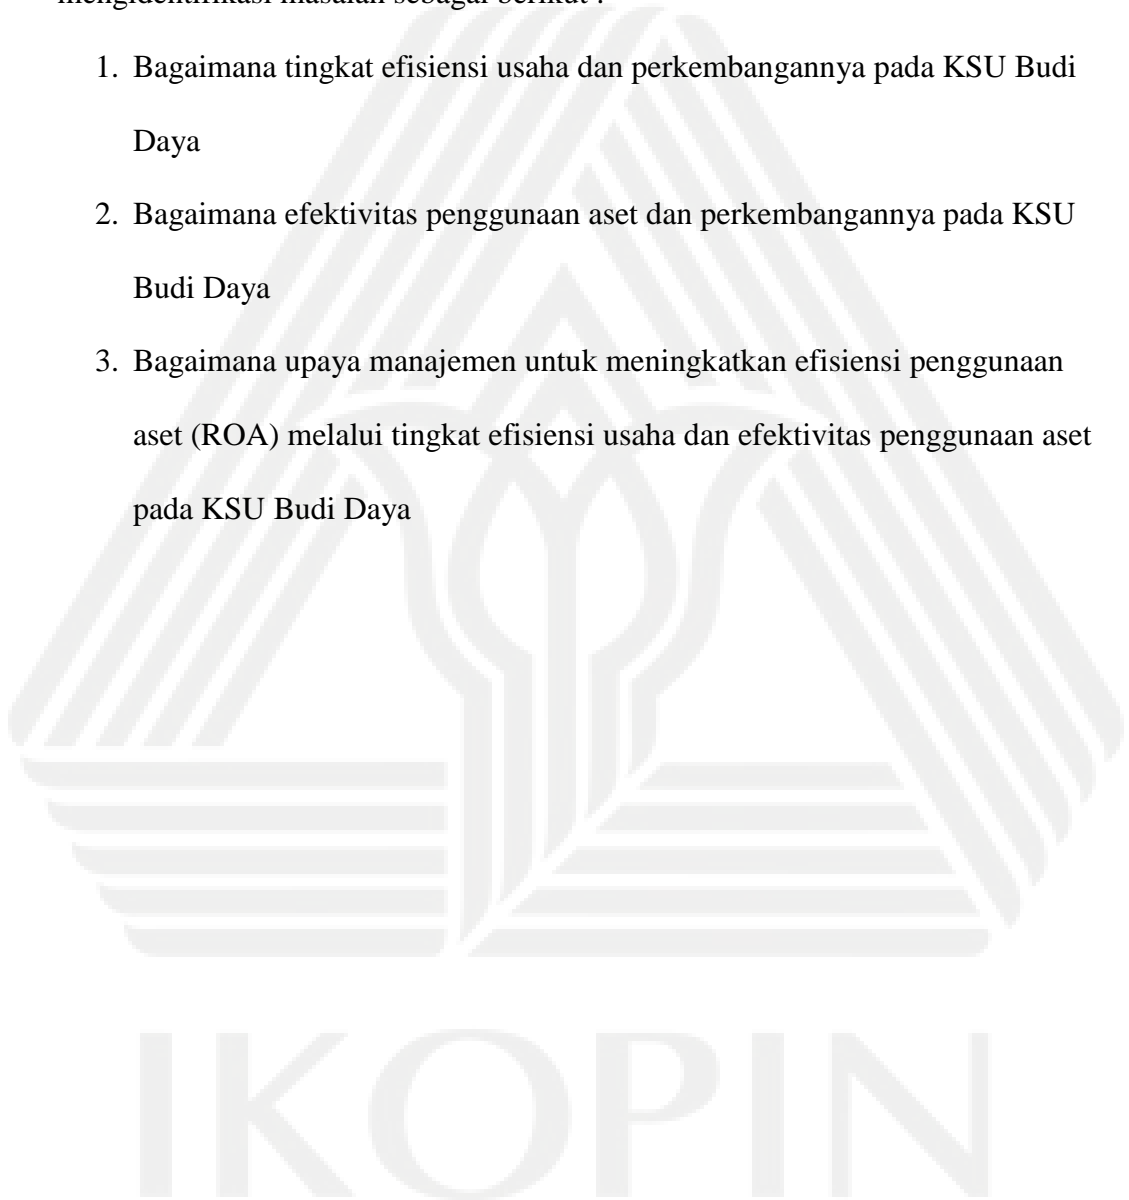 mengidentifikasi masalah sebagai berikut :
1. Bagaimana tingkat efisiensi usaha dan perkembangannya pada KSU Budi
Daya
2. Bagaimana efektivitas penggunaan aset dan perkembangannya pada KSU
Budi Daya
3. Bagaimana upaya manajemen untuk meningkatkan efisiensi penggunaan
aset (ROA) melalui tingkat efisiensi usaha dan efektivitas penggunaan aset
pada KSU Budi Daya
IKOPIN